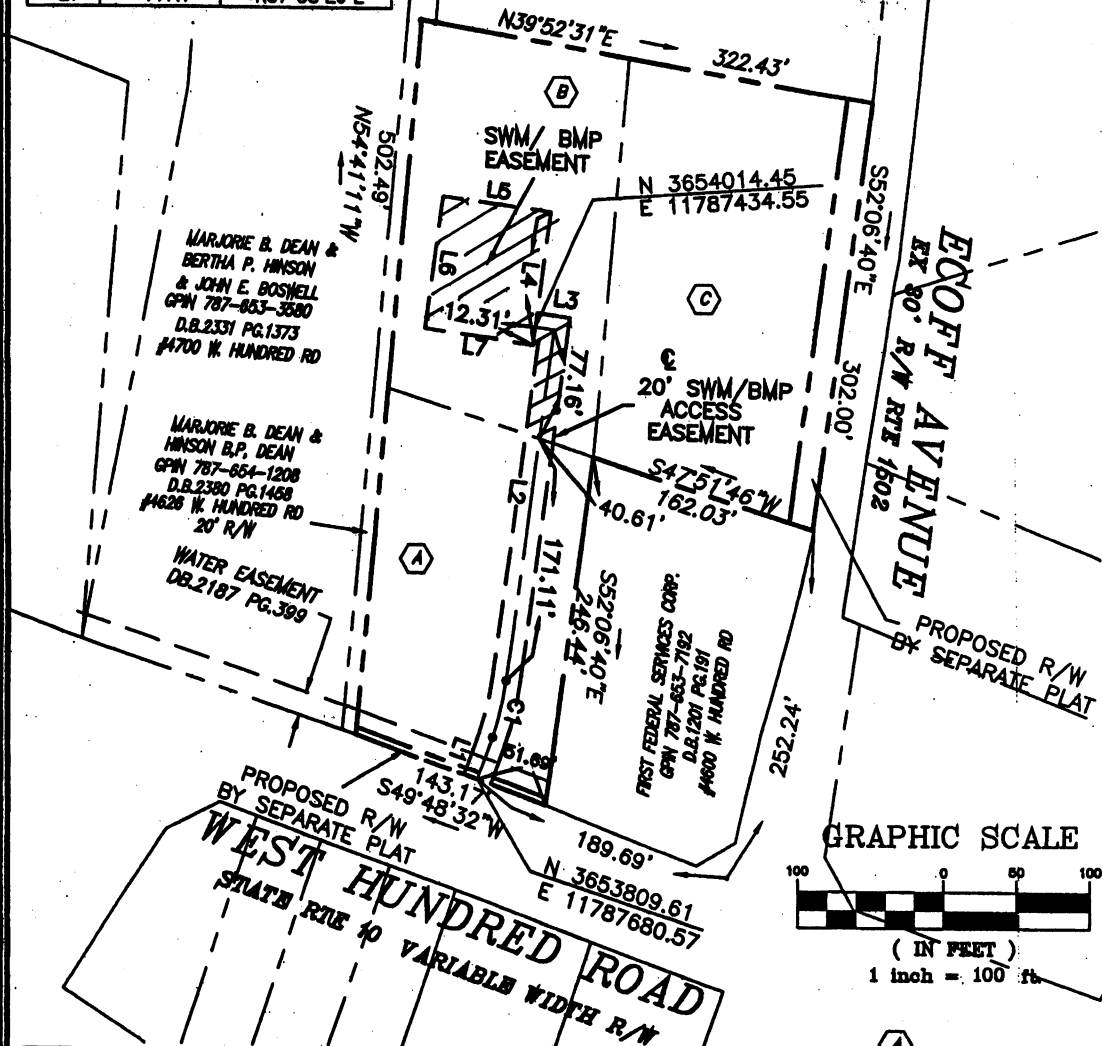 N39°52'31"E
322.43'
B
SWM/ BMP
EASEMENT
N54°41'11"W
502.49'
L5
N 3654014.45
E 11787434.55
S52°06'40"E
302.00'
ECOFF AVENUE
EX 80' R/W RTE 1502
MARJORIE B. DEAN &
BERTHA P. HINSON
& JOHN E. BOSWELL
GPIN 787-653-3580
D.B.2331 PG.1373
#4700 W. HUNDRED RD
L6
L4
L3
12.31'
L7
C
77.16'
20' SWM/BMP
ACCESS
EASEMENT
MARJORIE B. DEAN &
HINSON B.P. DEAN
GPIN 787-654-1208
D.B.2380 PG.1458
#4626 W. HUNDRED RD
20' R/W
S47°51'46"W
162.03'
40.61'
L2
171.11'
A
WATER EASEMENT
DB.2187 PG.399
S52°06'40"E
246.44'
FIRST FEDERAL SERVICES CORP.
GPIN 787-653-7192
D.B.1201 PG.191
#4600 W. HUNDRED RD
PROPOSED R/W
BY SEPARATE PLAT
252.24'
C1
L1
51.69'
143.17'
S49°48'32"W
PROPOSED R/W
BY SEPARATE PLAT
189.69'
N 3653809.61
E 11787680.57
WEST HUNDRED ROAD
STATE RTE 10 VARIABLE WIDTH R/W
GRAPHIC SCALE
100 0 50 100
( IN FEET )
1 inch = 100 ft.